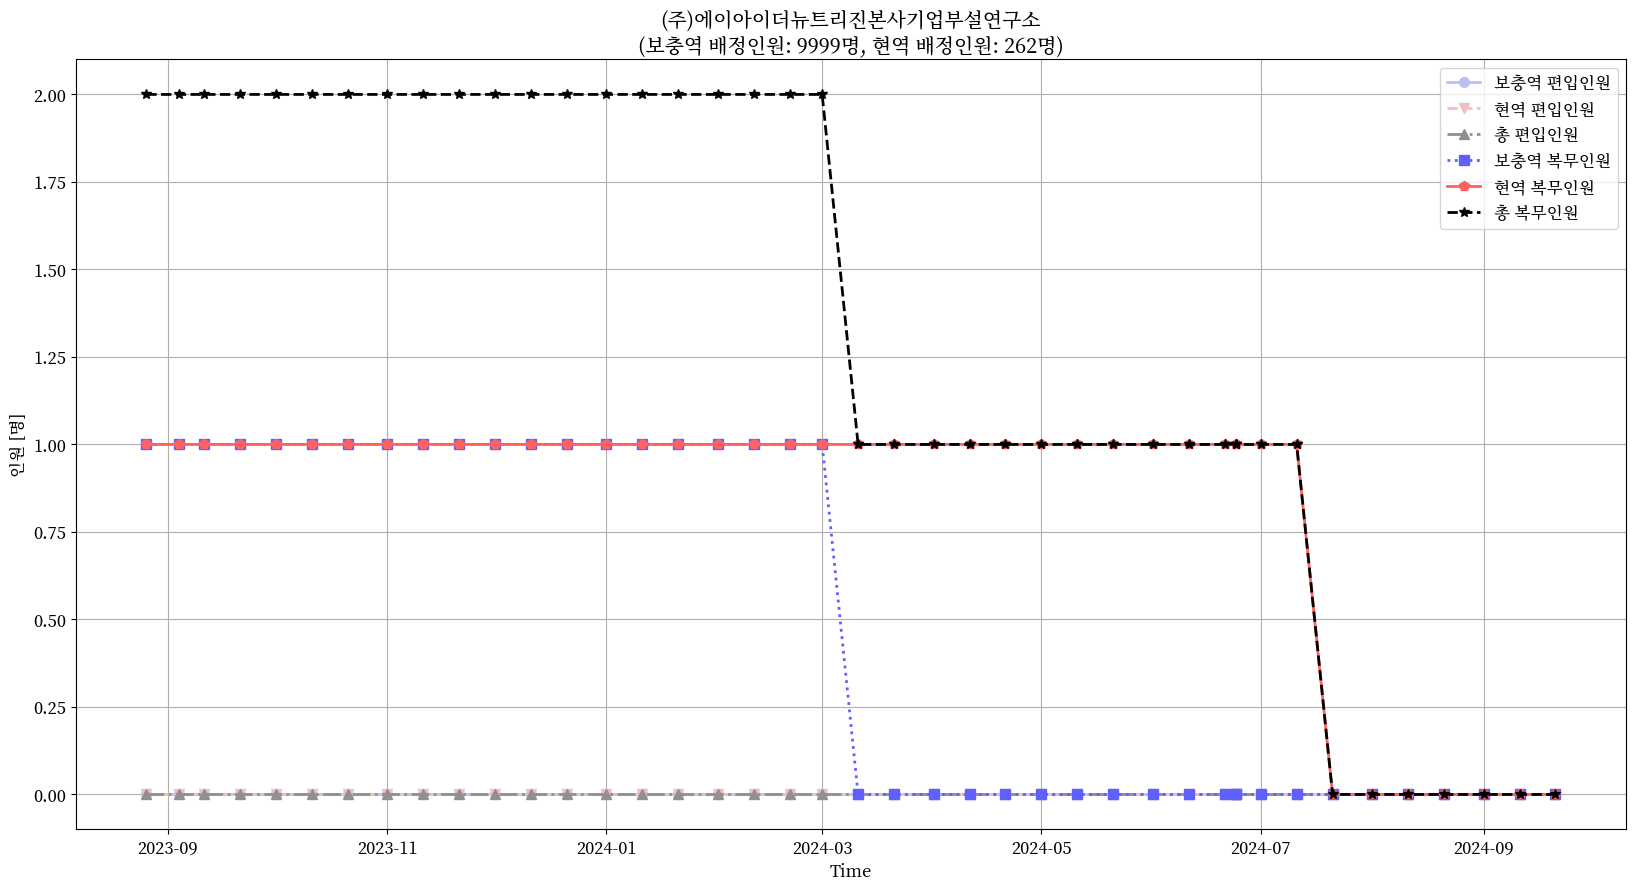 (주)에이아이더뉴트리진본사기업부설연구소
(보충역 배정인원: 9999명, 현역 배정인원: 262명)
보충역 편입인원
현역 편입인원
총 편입인원
보충역 복무인원
현역 복무인원
총 복무인원
인원 [명]
2.00
1.75
1.50
1.25
1.00
0.75
0.50
0.25
0.00
2023-09
2023-11
2024-01
2024-03
2024-05
2024-07
2024-09
Time